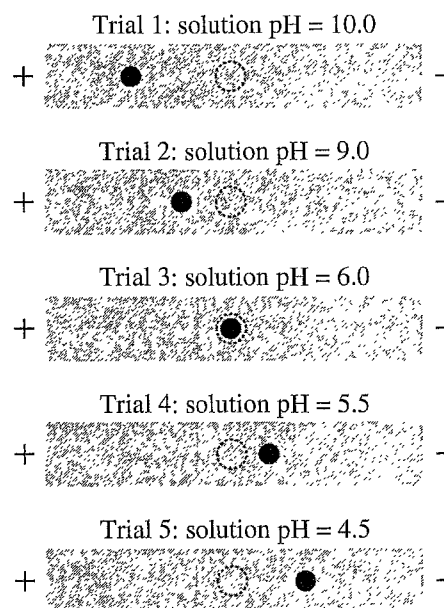 Trial 1: solution pH = 10.0
+ -
Trial 2: solution pH = 9.0
+ -
Trial 3: solution pH = 6.0
+ -
Trial 4: solution pH = 5.5
+ -
Trial 5: solution pH = 4.5
+ -